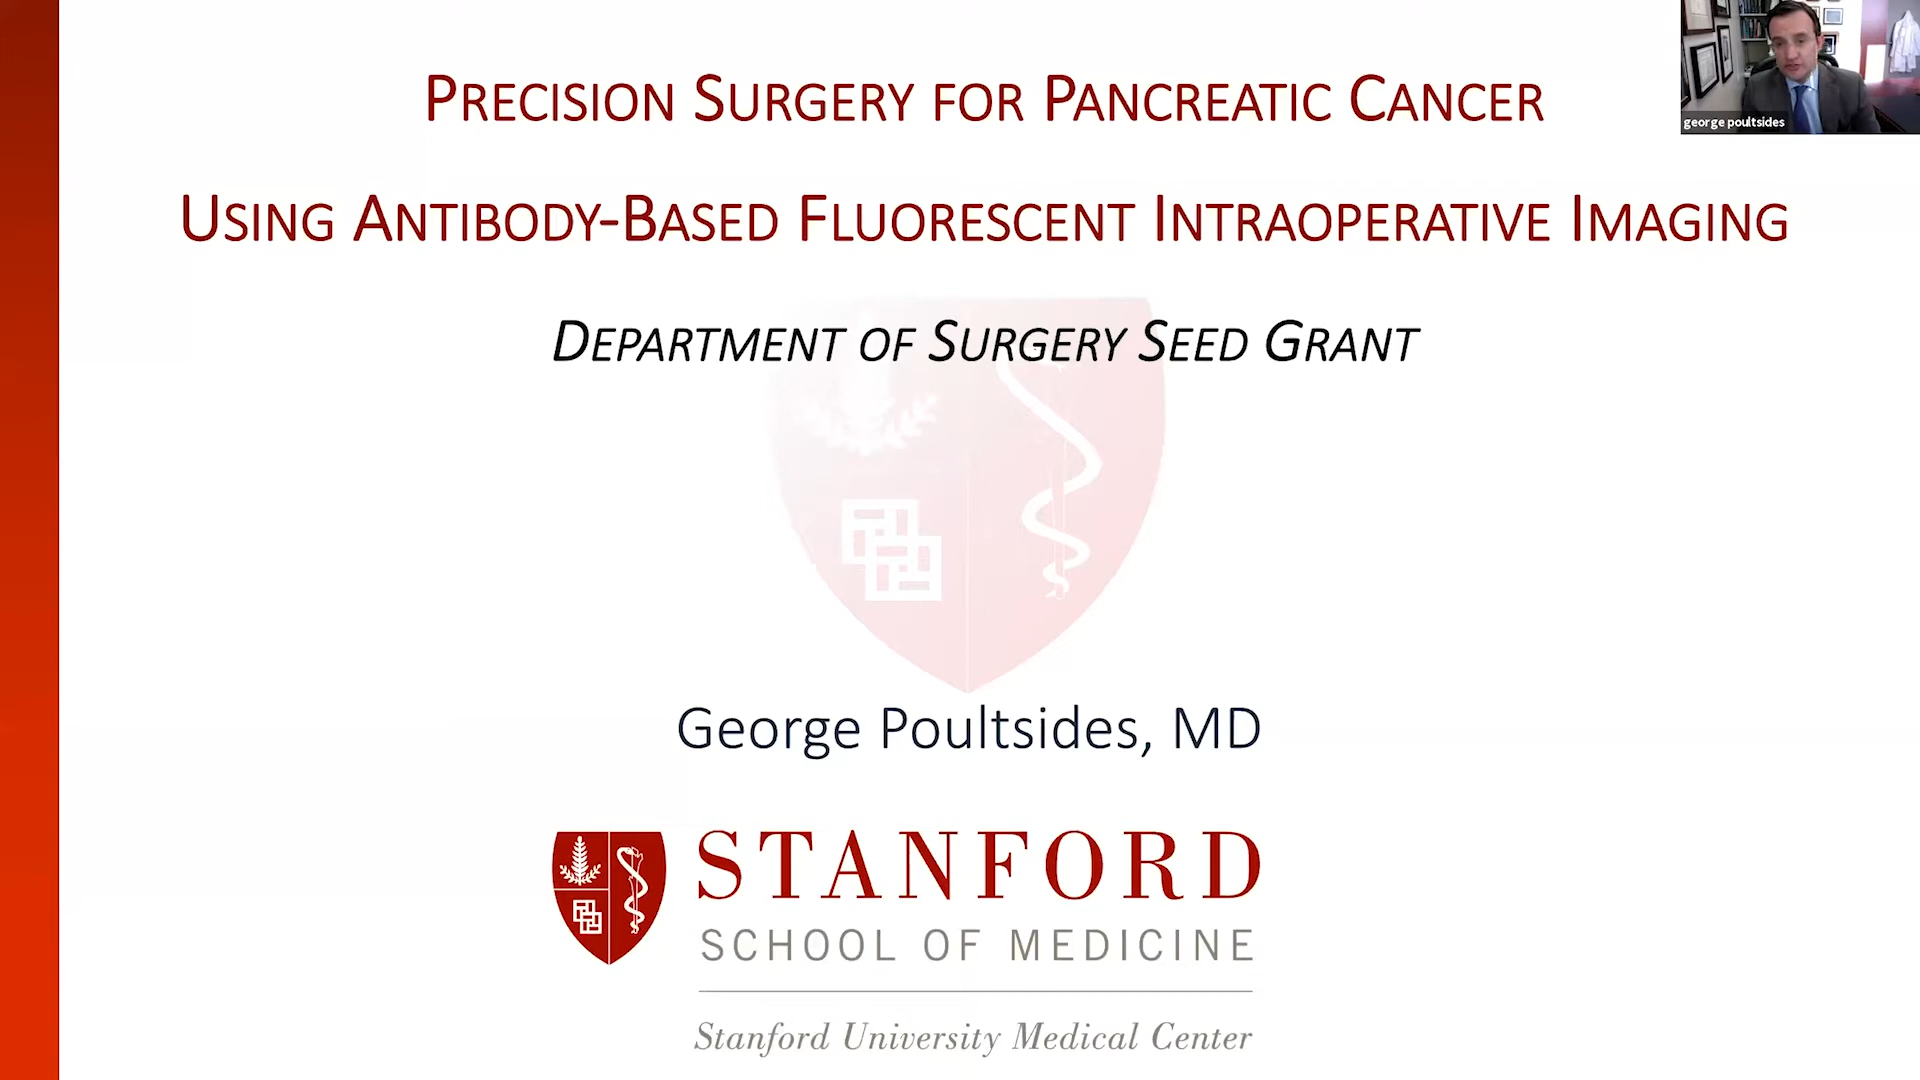 PRECISION SURGERY FOR PANCREATIC CANCER
USING ANTIBODY-BASED FLUORESCENT INTRAOPERATIVE IMAGING
DEPARTMENT OF SURGERY SEED GRANT
george poultsides
George Poultsides, MD
STANFORD
SCHOOL OF MEDICINE
Stanford University Medical Center